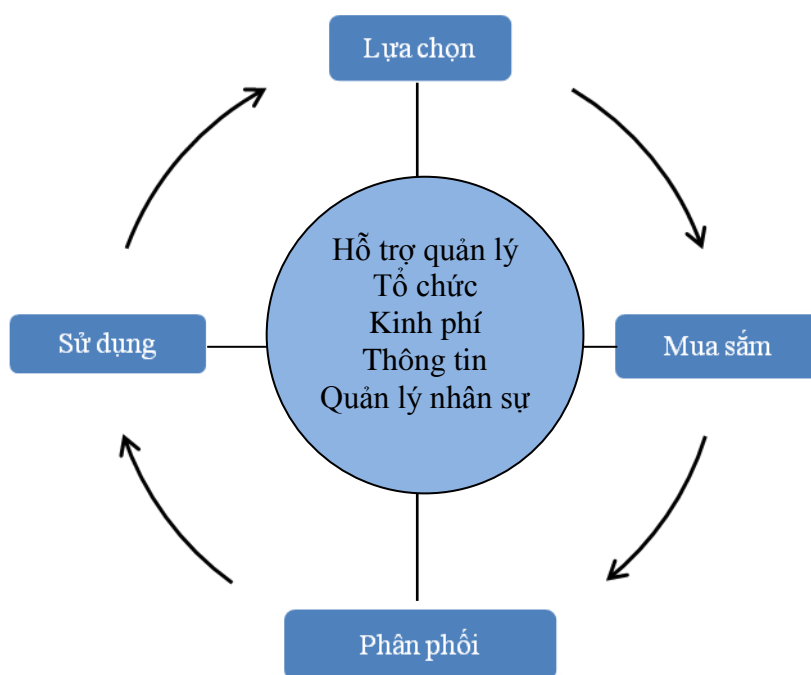 Lựa chọn
Hỗ trợ quản lý
Tổ chức
Kinh phí
Thông tin
Quản lý nhân sự
Sử dụng
Mua sắm
Phân phối